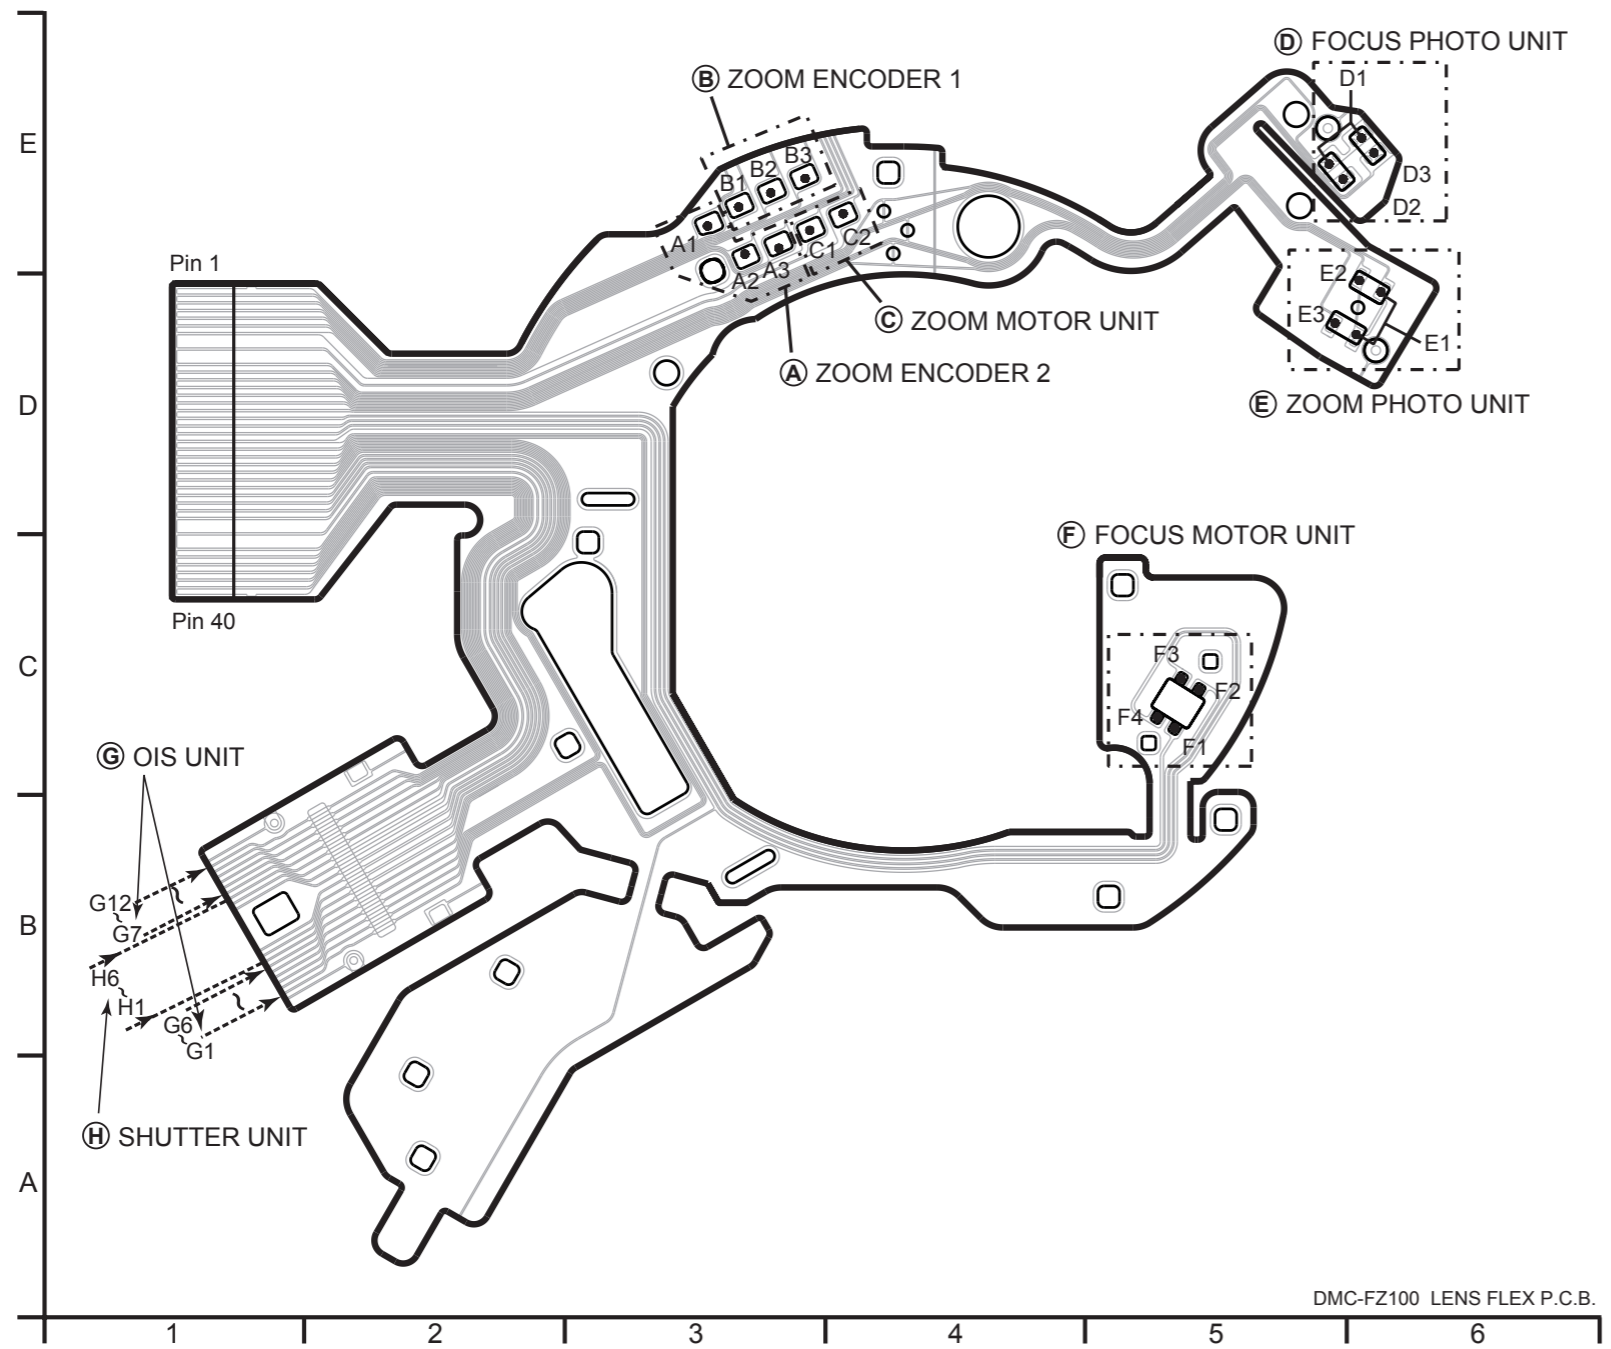 Ⓓ FOCUS PHOTO UNIT
D1
Ⓑ ZOOM ENCODER 1
E
B3
B2
B1
D3
D2
A1
C2
C1
A3
A2
Pin 1
E2
E3
E1
Ⓒ ZOOM MOTOR UNIT
Ⓐ ZOOM ENCODER 2
D
Ⓔ ZOOM PHOTO UNIT
Ⓕ FOCUS MOTOR UNIT
Pin 40
C
F3
F2
F4
F1
Ⓖ OIS UNIT
G12
G7
B
H6
H1
G6
G1
Ⓗ SHUTTER UNIT
A
DMC-FZ100 LENS FLEX P.C.B.
1 2 3 4 5 6